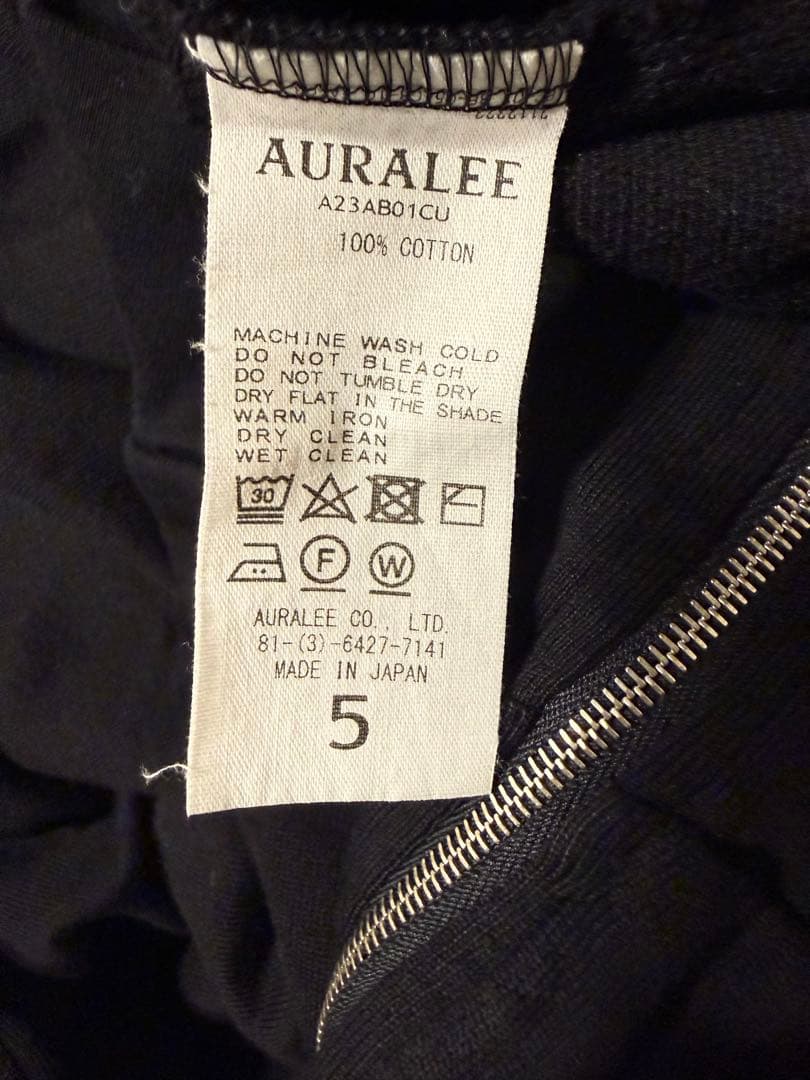 AURALEE
A23AB01CU
100% COTTON
MACHINE WASH COLD
DO NOT BLEACH
DO NOT TUMBLE DRY
DRY FLAT IN THE SHADE
WARM IRON
DRY CLEAN
WET CLEAN
30
F W
AURALEE CO., LTD.
81-(3)-6427-7141
MADE IN JAPAN
5